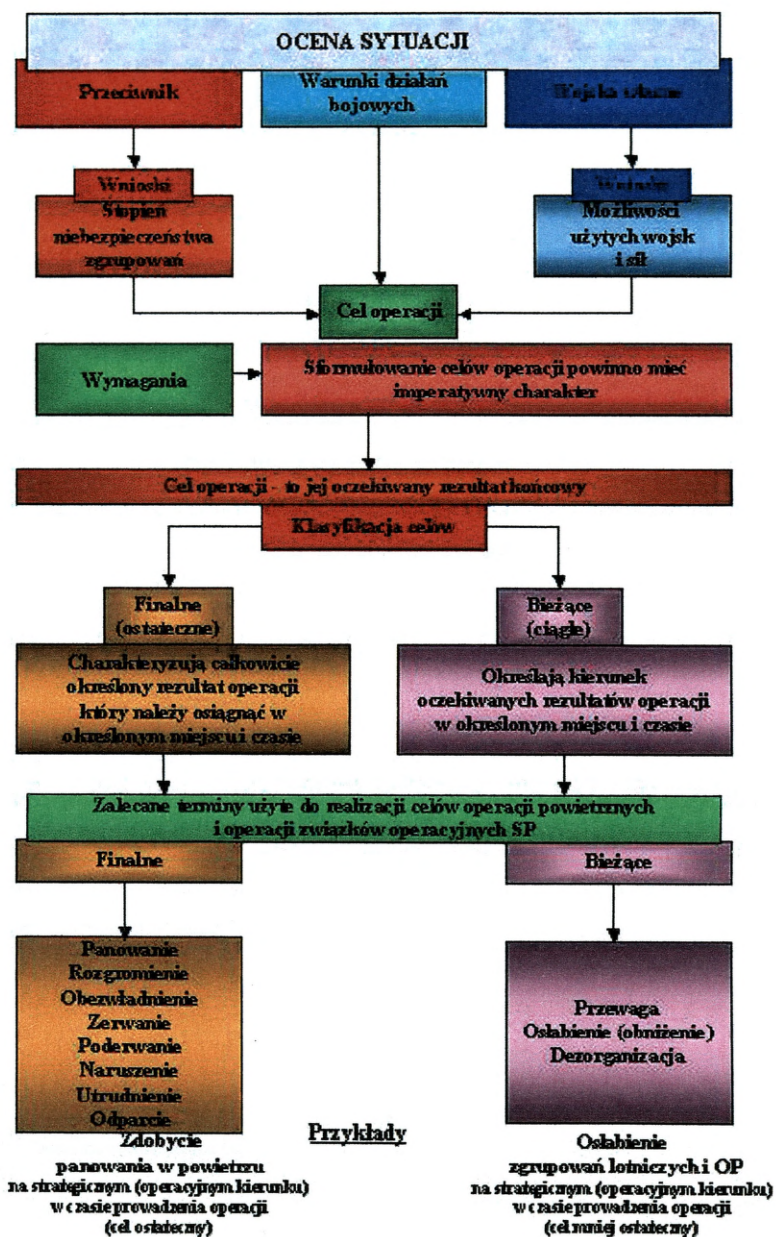 OCENA SYTUACJI
Przeciwnik
Warunki działań
bojowych
Wojska własne
Wnioski
Stopień
niebezpieczeństwa
zgrupowań
Wnioski
Możliwości
użytych wojsk
i sił
Cel operacji
Wymagania
Sformułowanie celów operacji powinno mieć
imperatywny charakter
Cel operacji - to jej oczekiwany rezultat końcowy
Klasyfikacja celów
Finalne
(ostateczne)
Charakteryzują całkowicie
określony rezultat operacji
który należy osiągnąć w
określonym miejscu i czasie
Bieżące
(ciągłe)
Określają kierunek
oczekiwanych rezultatów operacji
w określonym miejscu i czasie
Zalecane terminy użyte do realizacji celów operacji powietrznych
i operacji związków operacyjnych SP
Finalne
Bieżące
Panowanie
Rozgromienie
Obezwładnienie
Zerwanie
Poderwanie
Naruszenie
Utrudnienie
Odparcie
Przewaga
Osłabienie (obniżenie)
Dezorganizacja
Przykłady
Zdobycie
panowania w powietrzu
na strategicznym (operacyjnym kierunku)
w czasie prowadzenia operacji
(cel ostateczny)
Osłabienie
zgrupowań lotniczych i OP
na strategicznym (operacyjnym kierunku)
w czasie prowadzenia operacji
(cel mniej ostateczny)